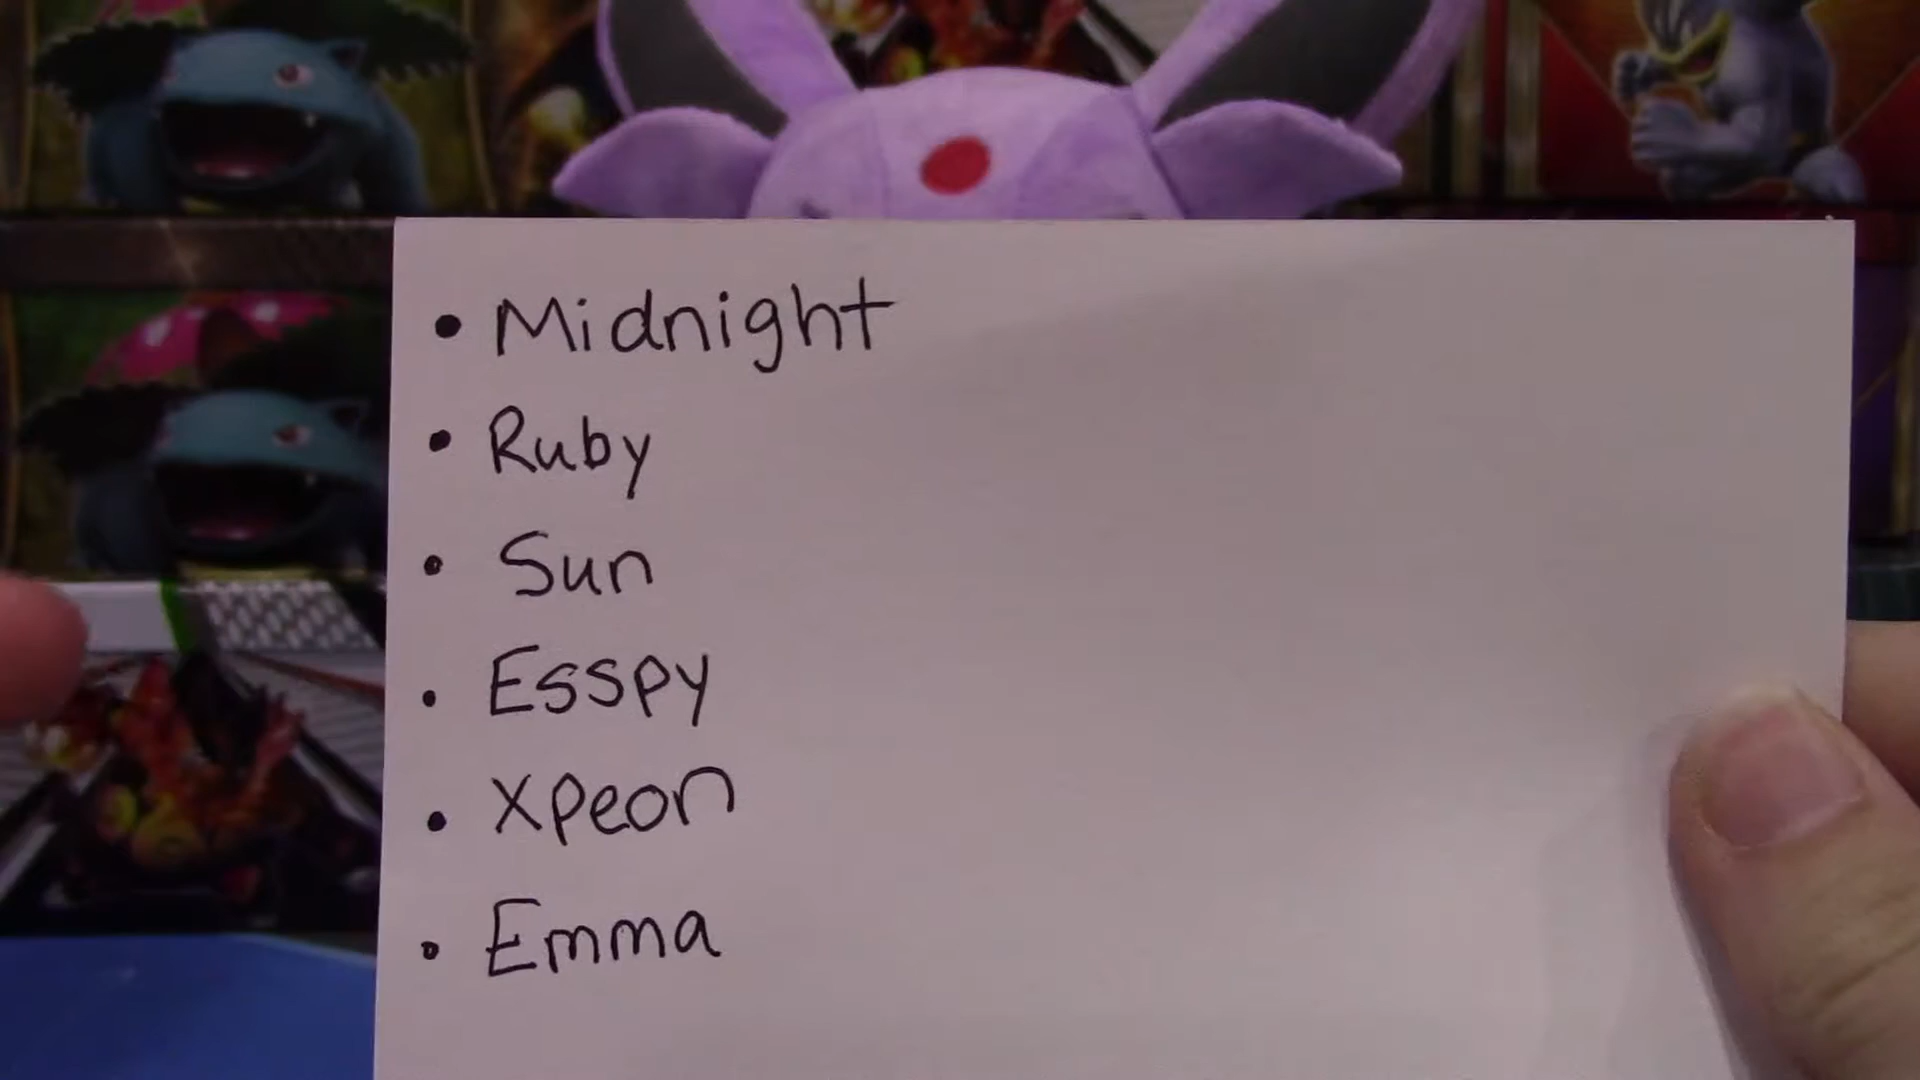 • Midnight
• Ruby
• Sun
• Esspy
• Xpeon
• Emma